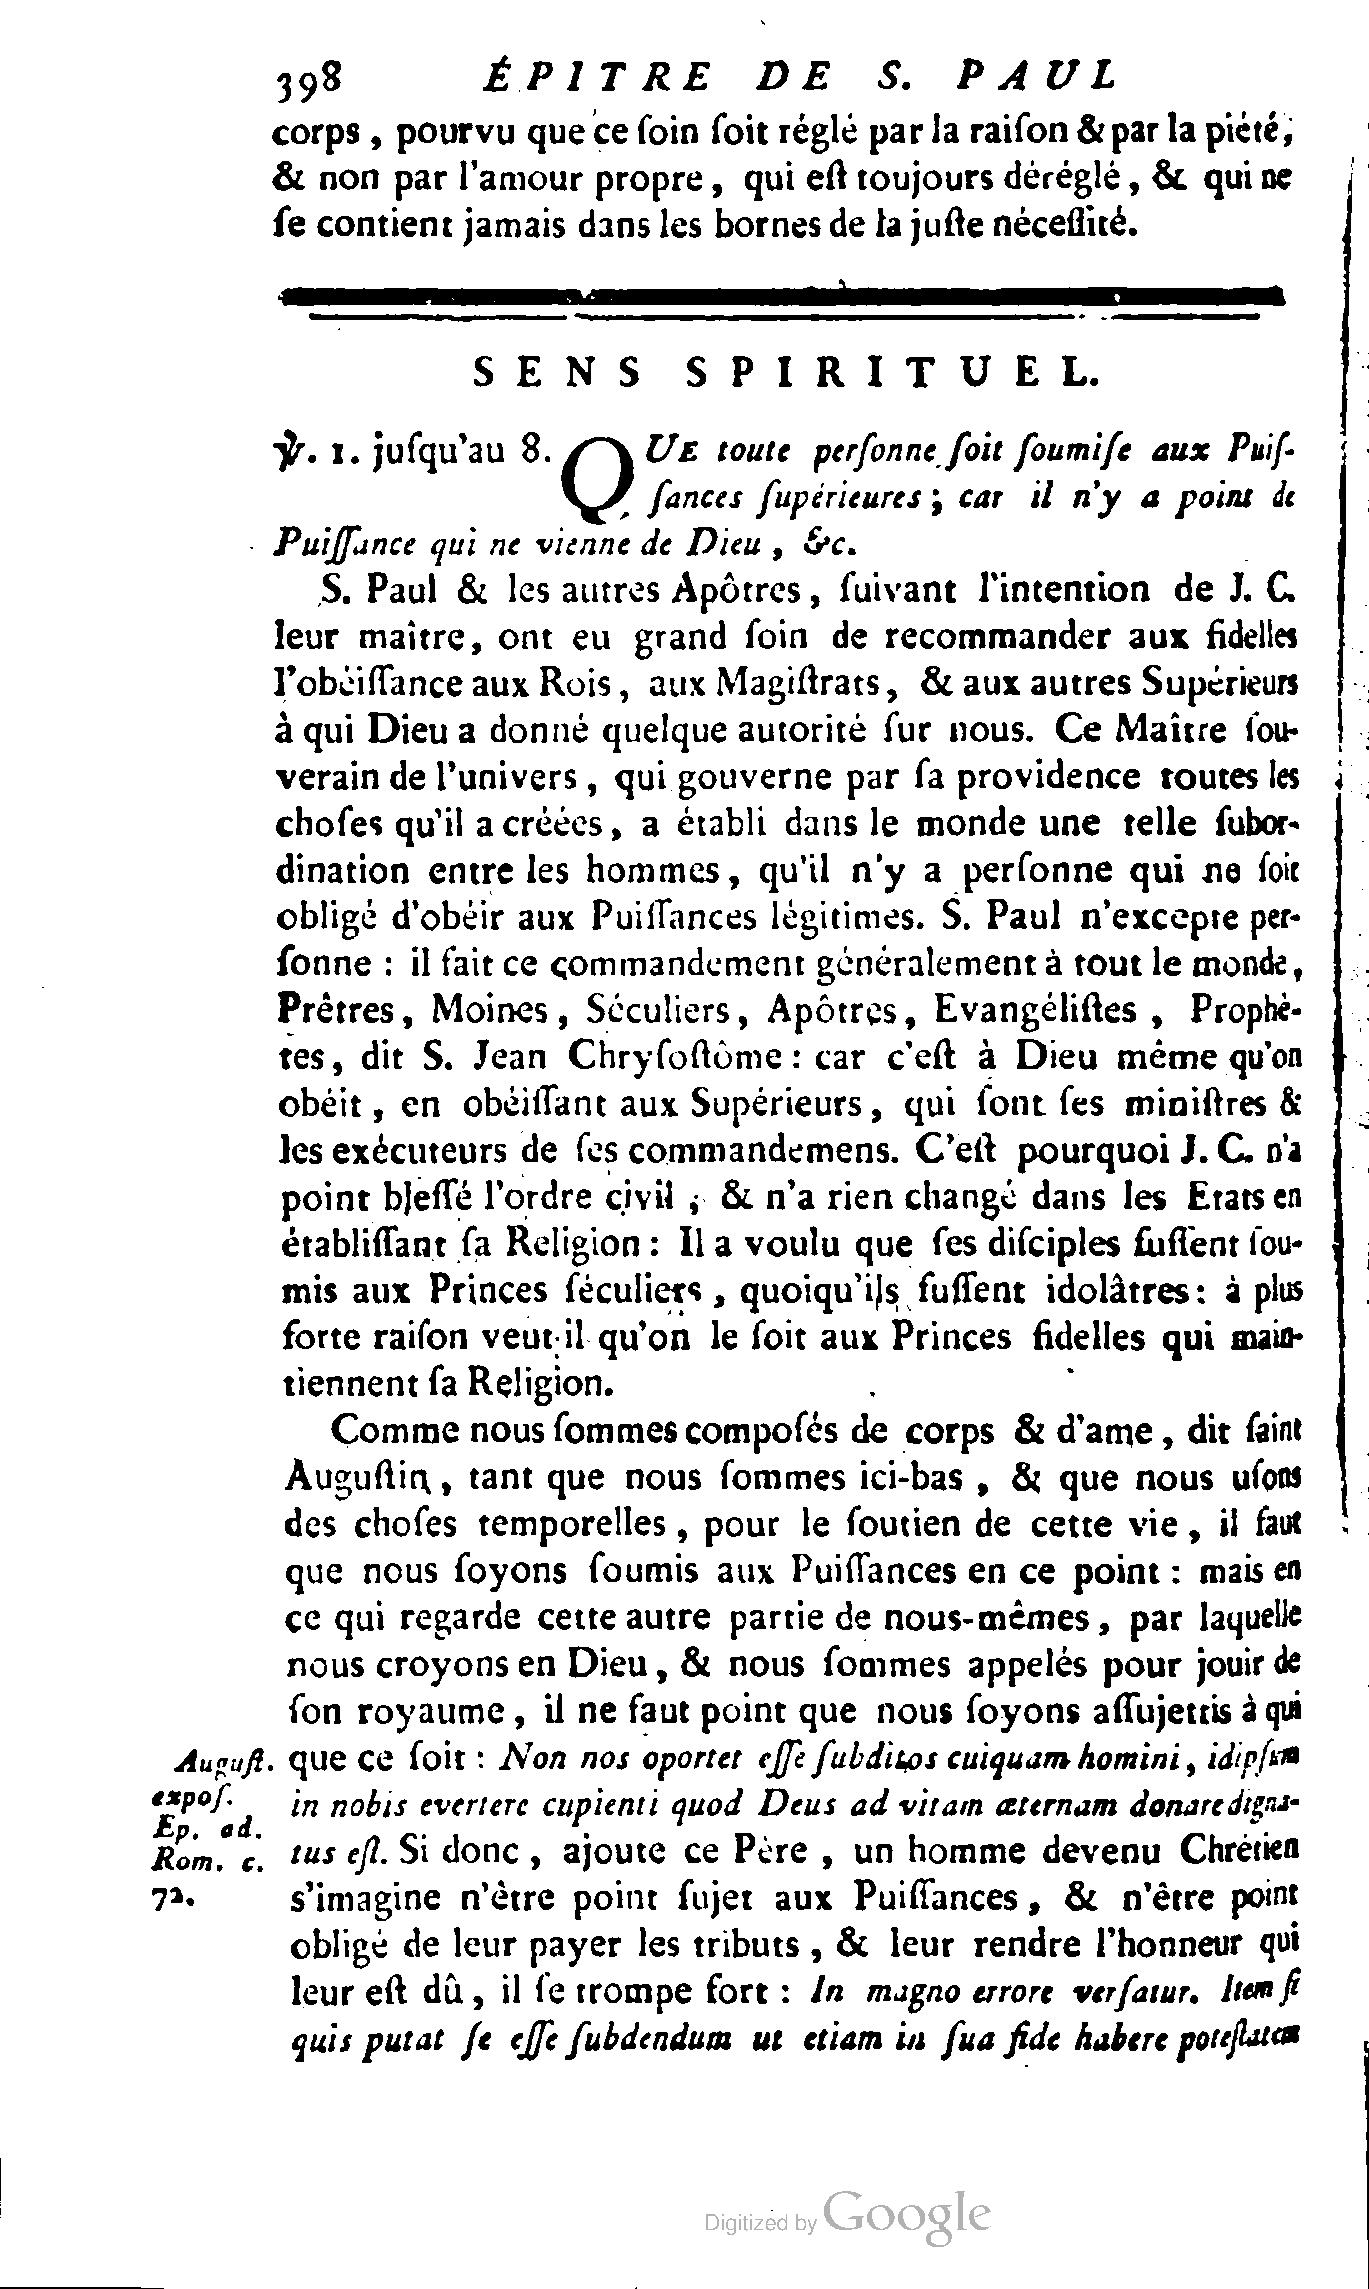 398 ÉPITRE DE S. PAUL
corps, pourvu que ce ſoin ſoit réglé par la raiſon & par la piété,
& non par l'amour propre, qui eſt toujours déréglé, & qui ne
ſe contient jamais dans les bornes de la juſte néceſſité.
SENS SPIRITUEL.
℣. 1. juſqu'au 8. QUE toute perſonne ſoit ſoumiſe aux Puiſ-
ſances ſupérieures; car il n'y a point de
Puiſſance qui ne vienne de Dieu, &c.
S. Paul & les autres Apôtres, ſuivant l'intention de J. C.
leur maître, ont eu grand ſoin de recommander aux fidelles
l'obéiſſance aux Rois, aux Magiſtrats, & aux autres Supérieurs
à qui Dieu a donné quelque autorité ſur nous. Ce Maître ſou-
verain de l'univers, qui gouverne par ſa providence toutes les
choſes qu'il a créées, a établi dans le monde une telle ſubor-
dination entre les hommes, qu'il n'y a perſonne qui ne ſoit
obligé d'obéir aux Puiſſances légitimes. S. Paul n'excepte per-
ſonne : il fait ce commandement généralement à tout le monde,
Prêtres, Moines, Séculiers, Apôtres, Evangéliſtes, Prophè-
tes, dit S. Jean Chryſoſtôme : car c'eſt à Dieu même qu'on
obéit, en obéiſſant aux Supérieurs, qui ſont ſes miniſtres &
les exécuteurs de ſes commandemens. C'eſt pourquoi J. C. n'a
point bleſſé l'ordre civil, & n'a rien changé dans les Etats en
établiſſant ſa Religion : Il a voulu que ſes diſciples fuſſent ſou-
mis aux Princes ſéculiers, quoiqu'ils fuſſent idolâtres : à plus
forte raiſon veut-il qu'on le ſoit aux Princes fidelles qui main-
tiennent ſa Religion.
Comme nous ſommes compoſés de corps & d'ame, dit ſaint
Auguſtin, tant que nous ſommes ici-bas, & que nous uſons
des choſes temporelles, pour le ſoutien de cette vie, il faut
que nous ſoyons ſoumis aux Puiſſances en ce point : mais en
ce qui regarde cette autre partie de nous-mêmes, par laquelle
nous croyons en Dieu, & nous ſommes appelés pour jouir de
ſon royaume, il ne faut point que nous ſoyons aſſujettis à qui
que ce ſoit : Non nos oportet eſſe ſubditos cuiquam homini, idipſum
in nobis evertere cupienti quod Deus ad vitam æternam donare digna-
tus eſt. Si donc, ajoute ce Père, un homme devenu Chrétien
s'imagine n'être point ſujet aux Puiſſances, & n'être point
obligé de leur payer les tributs, & leur rendre l'honneur qui
leur eſt dû, il ſe trompe fort : In magno errore verſatur. Item ſi
quis putat ſe eſſe ſubdendum ut etiam in ſua fide habere poteſtatem
Auguſt.
expoſ.
Ep. ad.
Rom. c.
72.
Digitized by Google